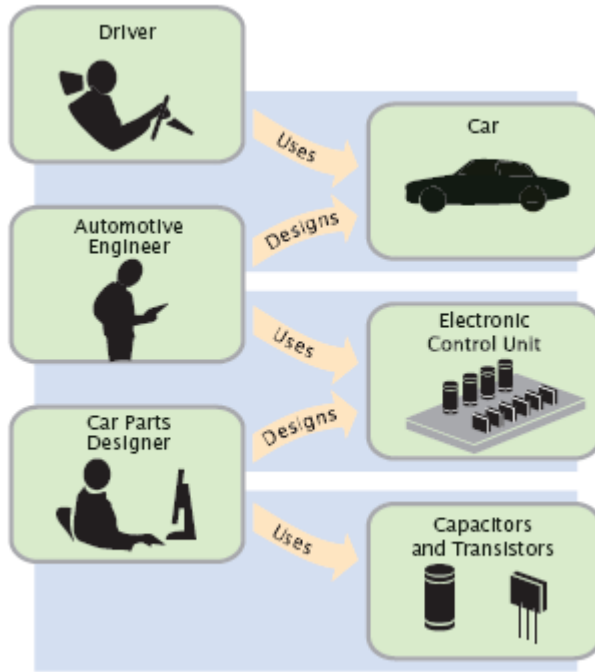 Driver
Uses
Car
Automotive
Engineer
Designs
Uses
Electronic
Control Unit
Car Parts
Designer
Designs
Uses
Capacitors
and Transistors